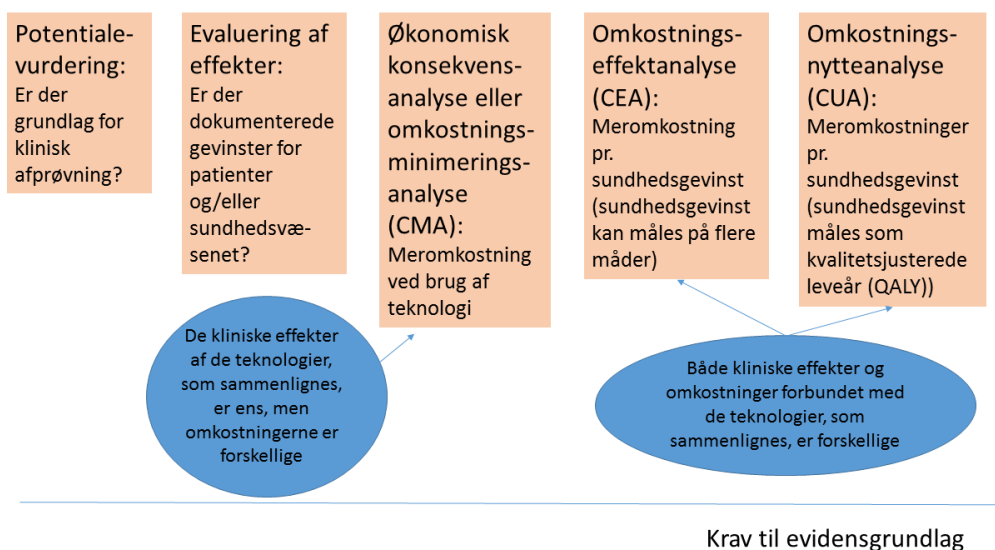 Potentiale-
vurdering:
Er der
grundlag for
klinisk
afprøvning?
Evaluering af
effekter:
Er der
dokumenterede
gevinster for
patienter
og/eller
sundhedsvæ-
senet?
Økonomisk
konsekvens-
analyse eller
omkostnings-
minimerings-
analyse
(CMA):
Meromkostning
ved brug af
teknologi
Omkostnings-
effektanalyse
(CEA):
Meromkostning
pr.
sundhedsgevinst
(sundhedsgevinst
kan måles på flere
måder)
Omkostnings-
nytteanalyse
(CUA):
Meromkostninger
pr.
sundhedsgevinst
(sundhedsgevinst
måles som
kvalitetsjusterede
leveår (QALY))
De kliniske effekter
af de teknologier,
som sammenlignes,
er ens, men
omkostningerne er
forskellige
Både kliniske effekter og
omkostninger forbundet med
de teknologier, som
sammenlignes, er forskellige
Krav til evidensgrundlag